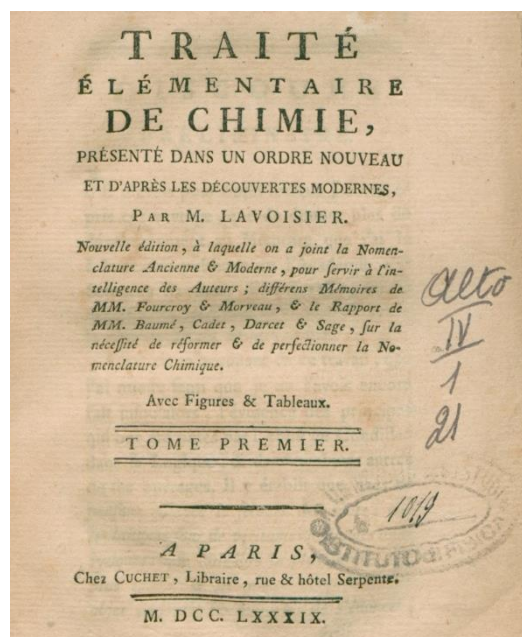 TRAITÉ
ÉLÉMENTAIRE
DE CHIMIE,
PRÉSENTÉ DANS UN ORDRE NOUVEAU
ET D'APRÈS LES DÉCOUVERTES MODERNES,
PAR M. LAVOISIER.
Nouvelle édition, à laquelle on a joint la Nomen-
clature Ancienne & Moderne, pour ſervir à l'in-
telligence des Auteurs ; différens Mémoires de
MM. Fourcroy & Morveau, & le Rapport de
MM. Baumé, Cadet, Darcet & Sage, ſur la
néceſſité de réformer & de perfectionner la No-
menclature Chimique.
Avec Figures & Tableaux.
TOME PREMIER.
A PARIS,
Chez CUCHET, Libraire, rue & hôtel Serpente.
M. DCC. LXXXIX.
Alto
IV
1
21
ISTITUTO DI FISICA